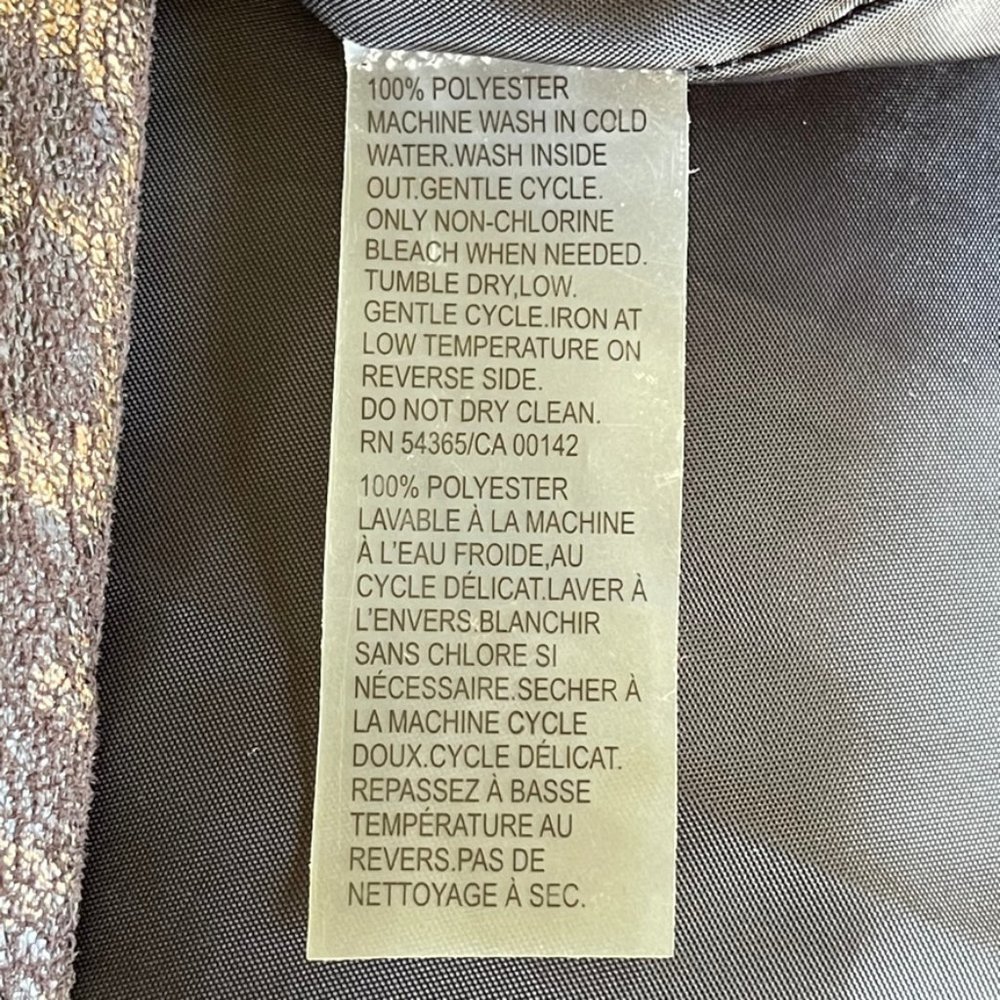 100% POLYESTER
MACHINE WASH IN COLD
WATER.WASH INSIDE
OUT.GENTLE CYCLE.
ONLY NON-CHLORINE
BLEACH WHEN NEEDED.
TUMBLE DRY,LOW.
GENTLE CYCLE.IRON AT
LOW TEMPERATURE ON
REVERSE SIDE.
DO NOT DRY CLEAN.
RN 54365/CA 00142
100% POLYESTER
LAVABLE À LA MACHINE
À L'EAU FROIDE,AU
CYCLE DÉLICAT.LAVER À
L'ENVERS.BLANCHIR
SANS CHLORE SI
NÉCESSAIRE.SECHER À
LA MACHINE CYCLE
DOUX.CYCLE DÉLICAT.
REPASSEZ À BASSE
TEMPÉRATURE AU
REVERS.PAS DE
NETTOYAGE À SEC.